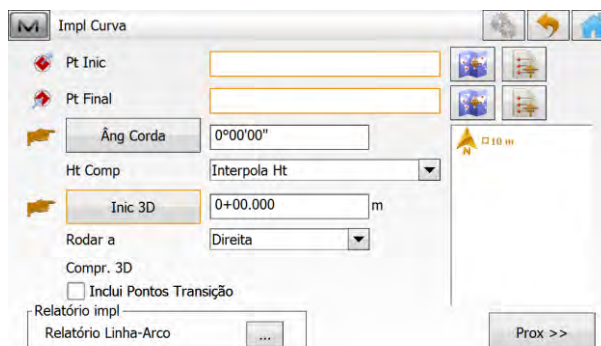 Impl Curva
Pt Inic
Pt Final
Âng Corda 0°00'00"
10 m
N
Ht Comp Interpola Ht
Inic 3D 0+00.000 m
Rodar a Direita
Compr. 3D
Inclui Pontos Transição
Relatório impl
Relatório Linha-Arco ...
Prox >>